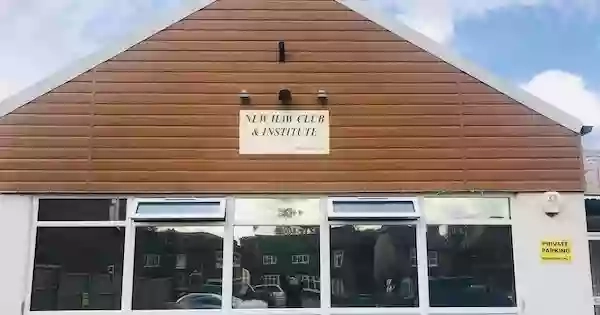 NEW HAW CLUB
& INSTITUTE
PRIVATE
PARKING